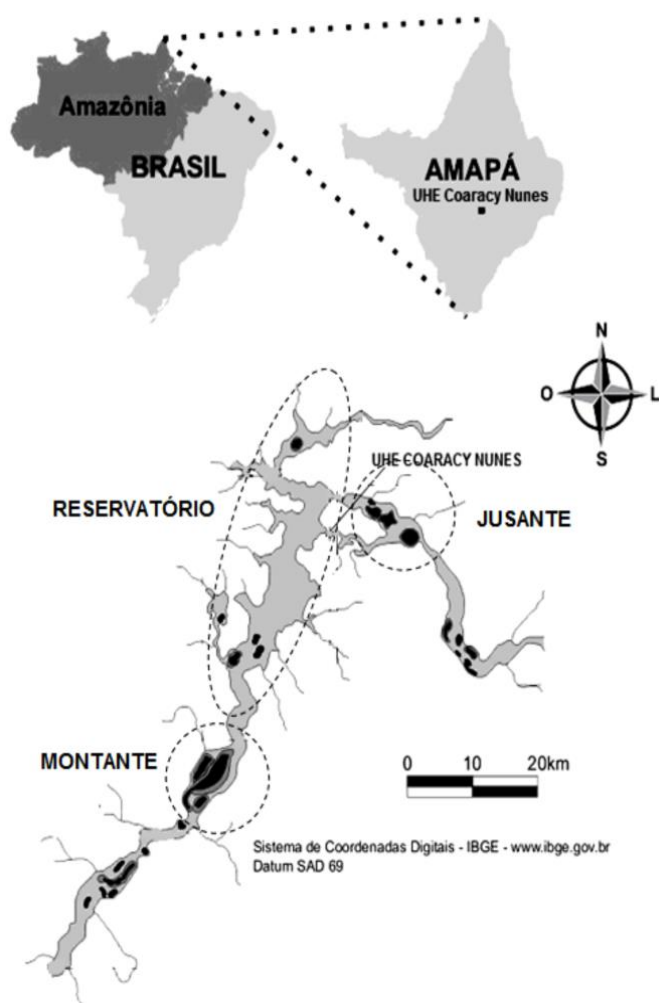 Amazônia
BRASIL
AMAPÁ
UHE Coaracy Nunes
N
O
L
S
UHE COARACY NUNES
RESERVATÓRIO
JUSANTE
MONTANTE
0 10 20km
Sistema de Coordenadas Digitais - IBGE - www.ibge.gov.br
Datum SAD 69